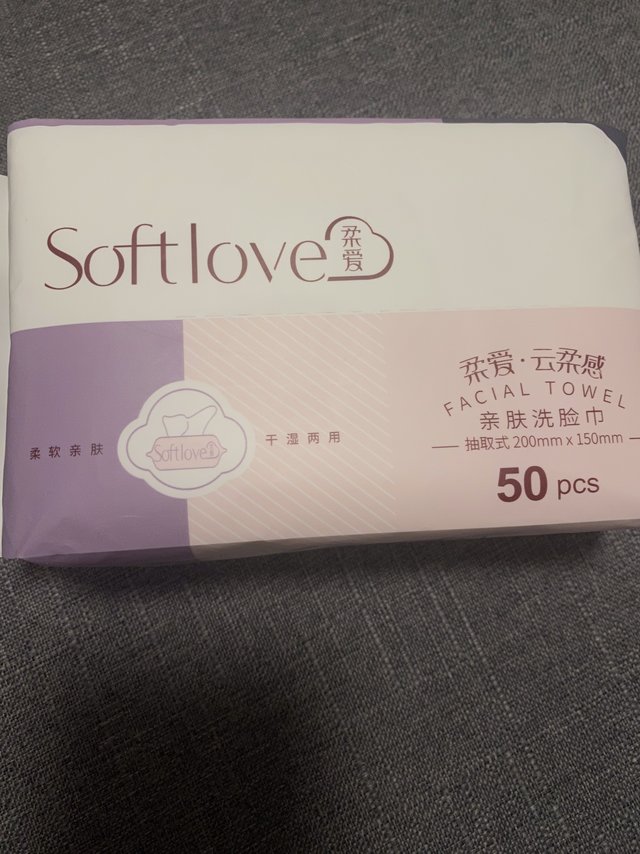 Softlove 柔爱
柔软亲肤
Softlove
干湿两用
柔爱·云柔感
FACIAL TOWEL
亲肤洗脸巾
抽取式 200mm x 150mm
50 pcs